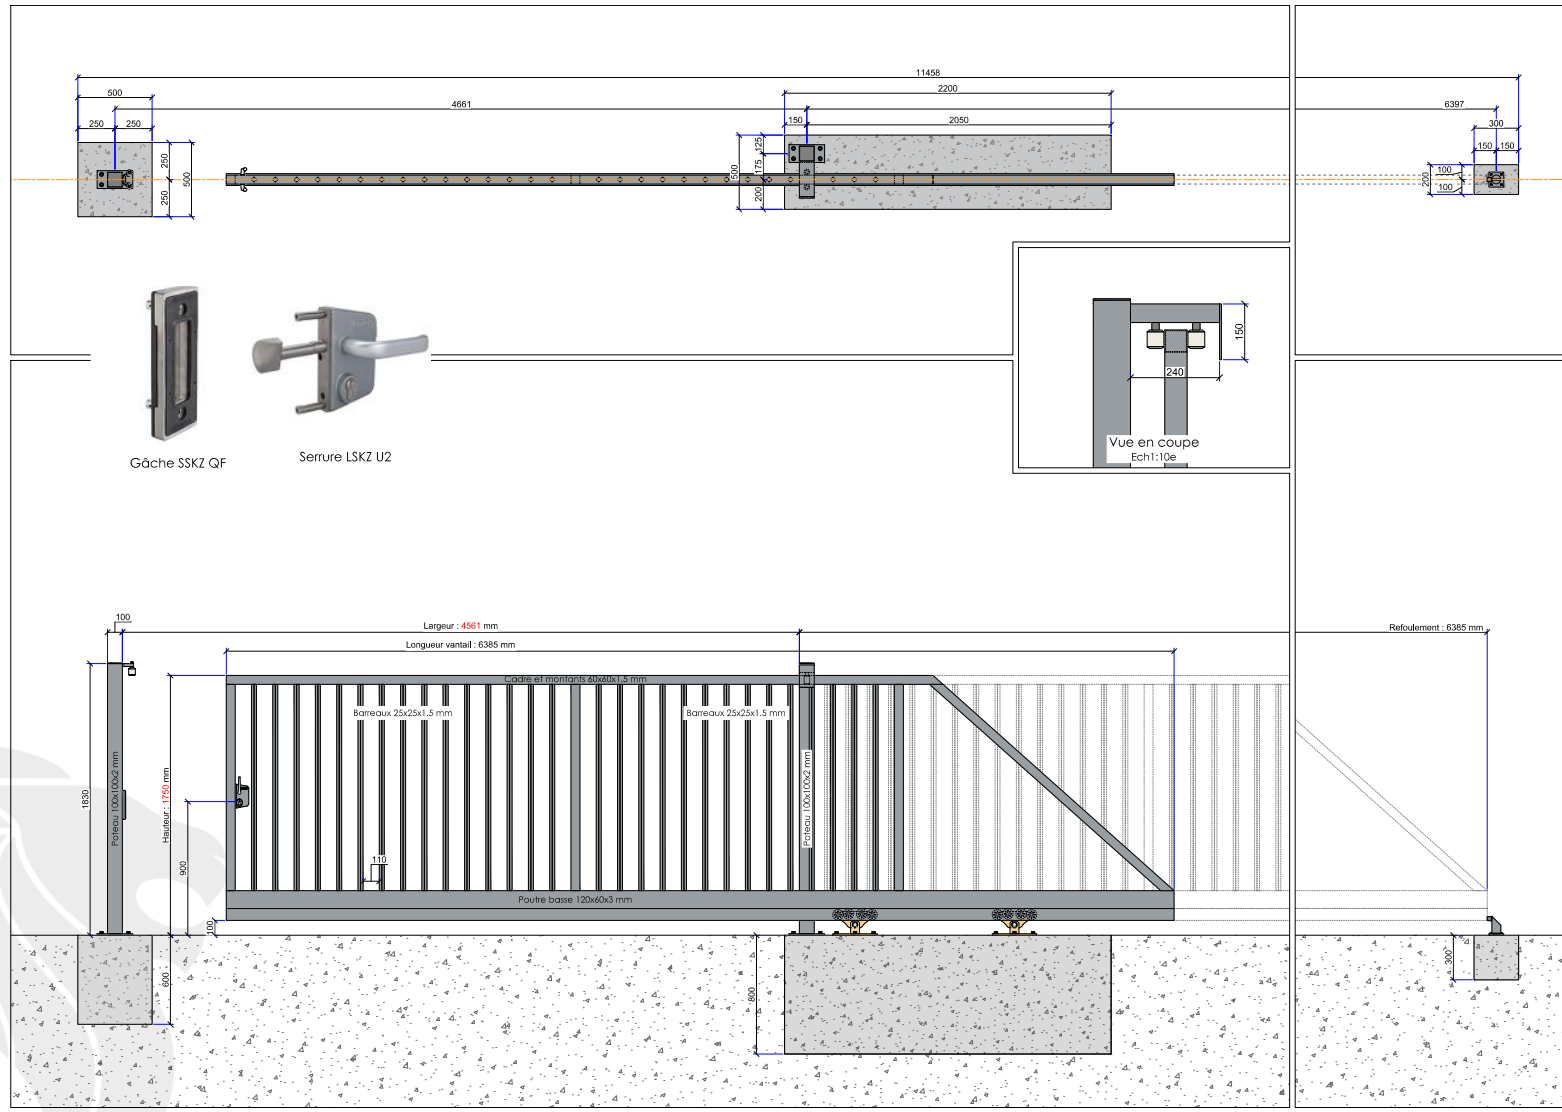 11458
500
2200
4661
6397
250
250
150
2050
300
150
150
250
250
500
125
175
200
500
100
100
200
150
240
Vue en coupe
Ech1:10e
Gâche SSKZ QF
Serrure LSKZ U2
100
Largeur : 4561 mm
Refoulement : 6385 mm
Longueur vantail : 6385 mm
Cadre et montants 60x60x1.5 mm
Barreaux 25x25x1.5 mm
Barreaux 25x25x1.5 mm
1830
Poteau 100x100x2 mm
Hauteur : 1750 mm
900
Poteau 100x100x2 mm
110
Poutre basse 120x60x3 mm
100
600
800
300